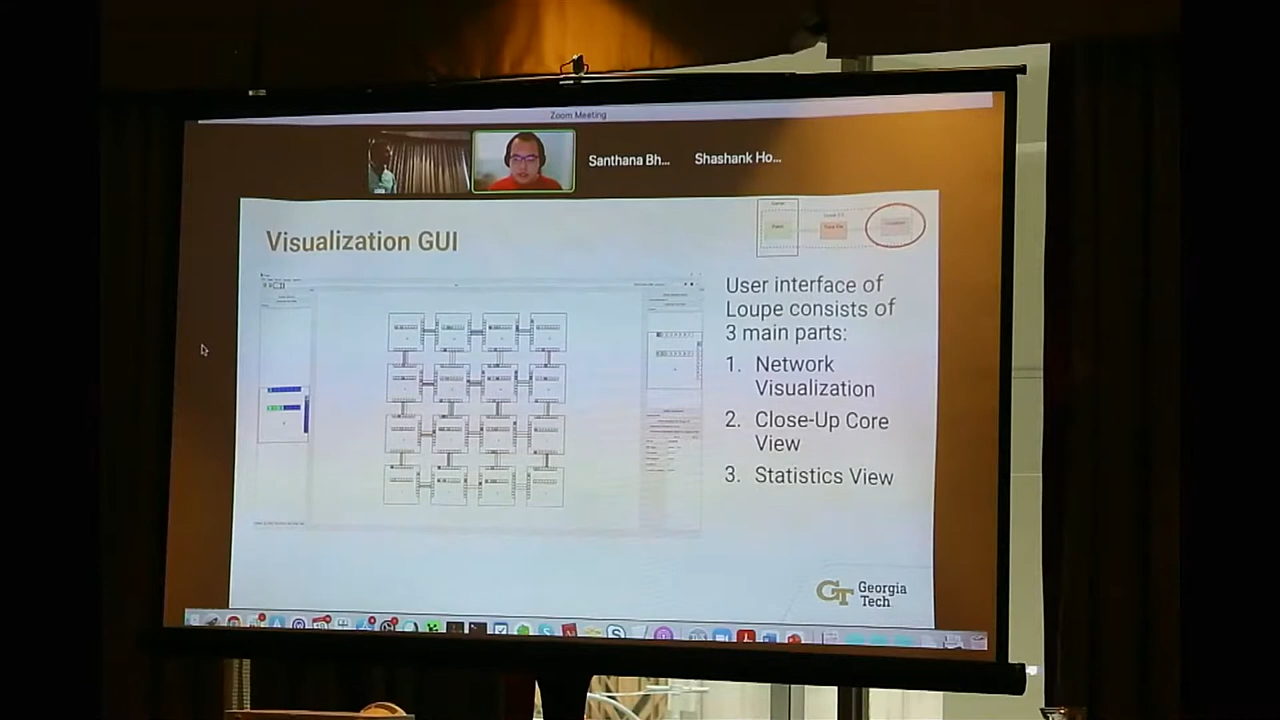 Zoom Meeting
Santhana Bh...
Shashank Ho...
Visualization GUI
User interface of
Loupe consists of
3 main parts:
1. Network
Visualization
2. Close-Up Core
View
3. Statistics View
GT Georgia
Tech